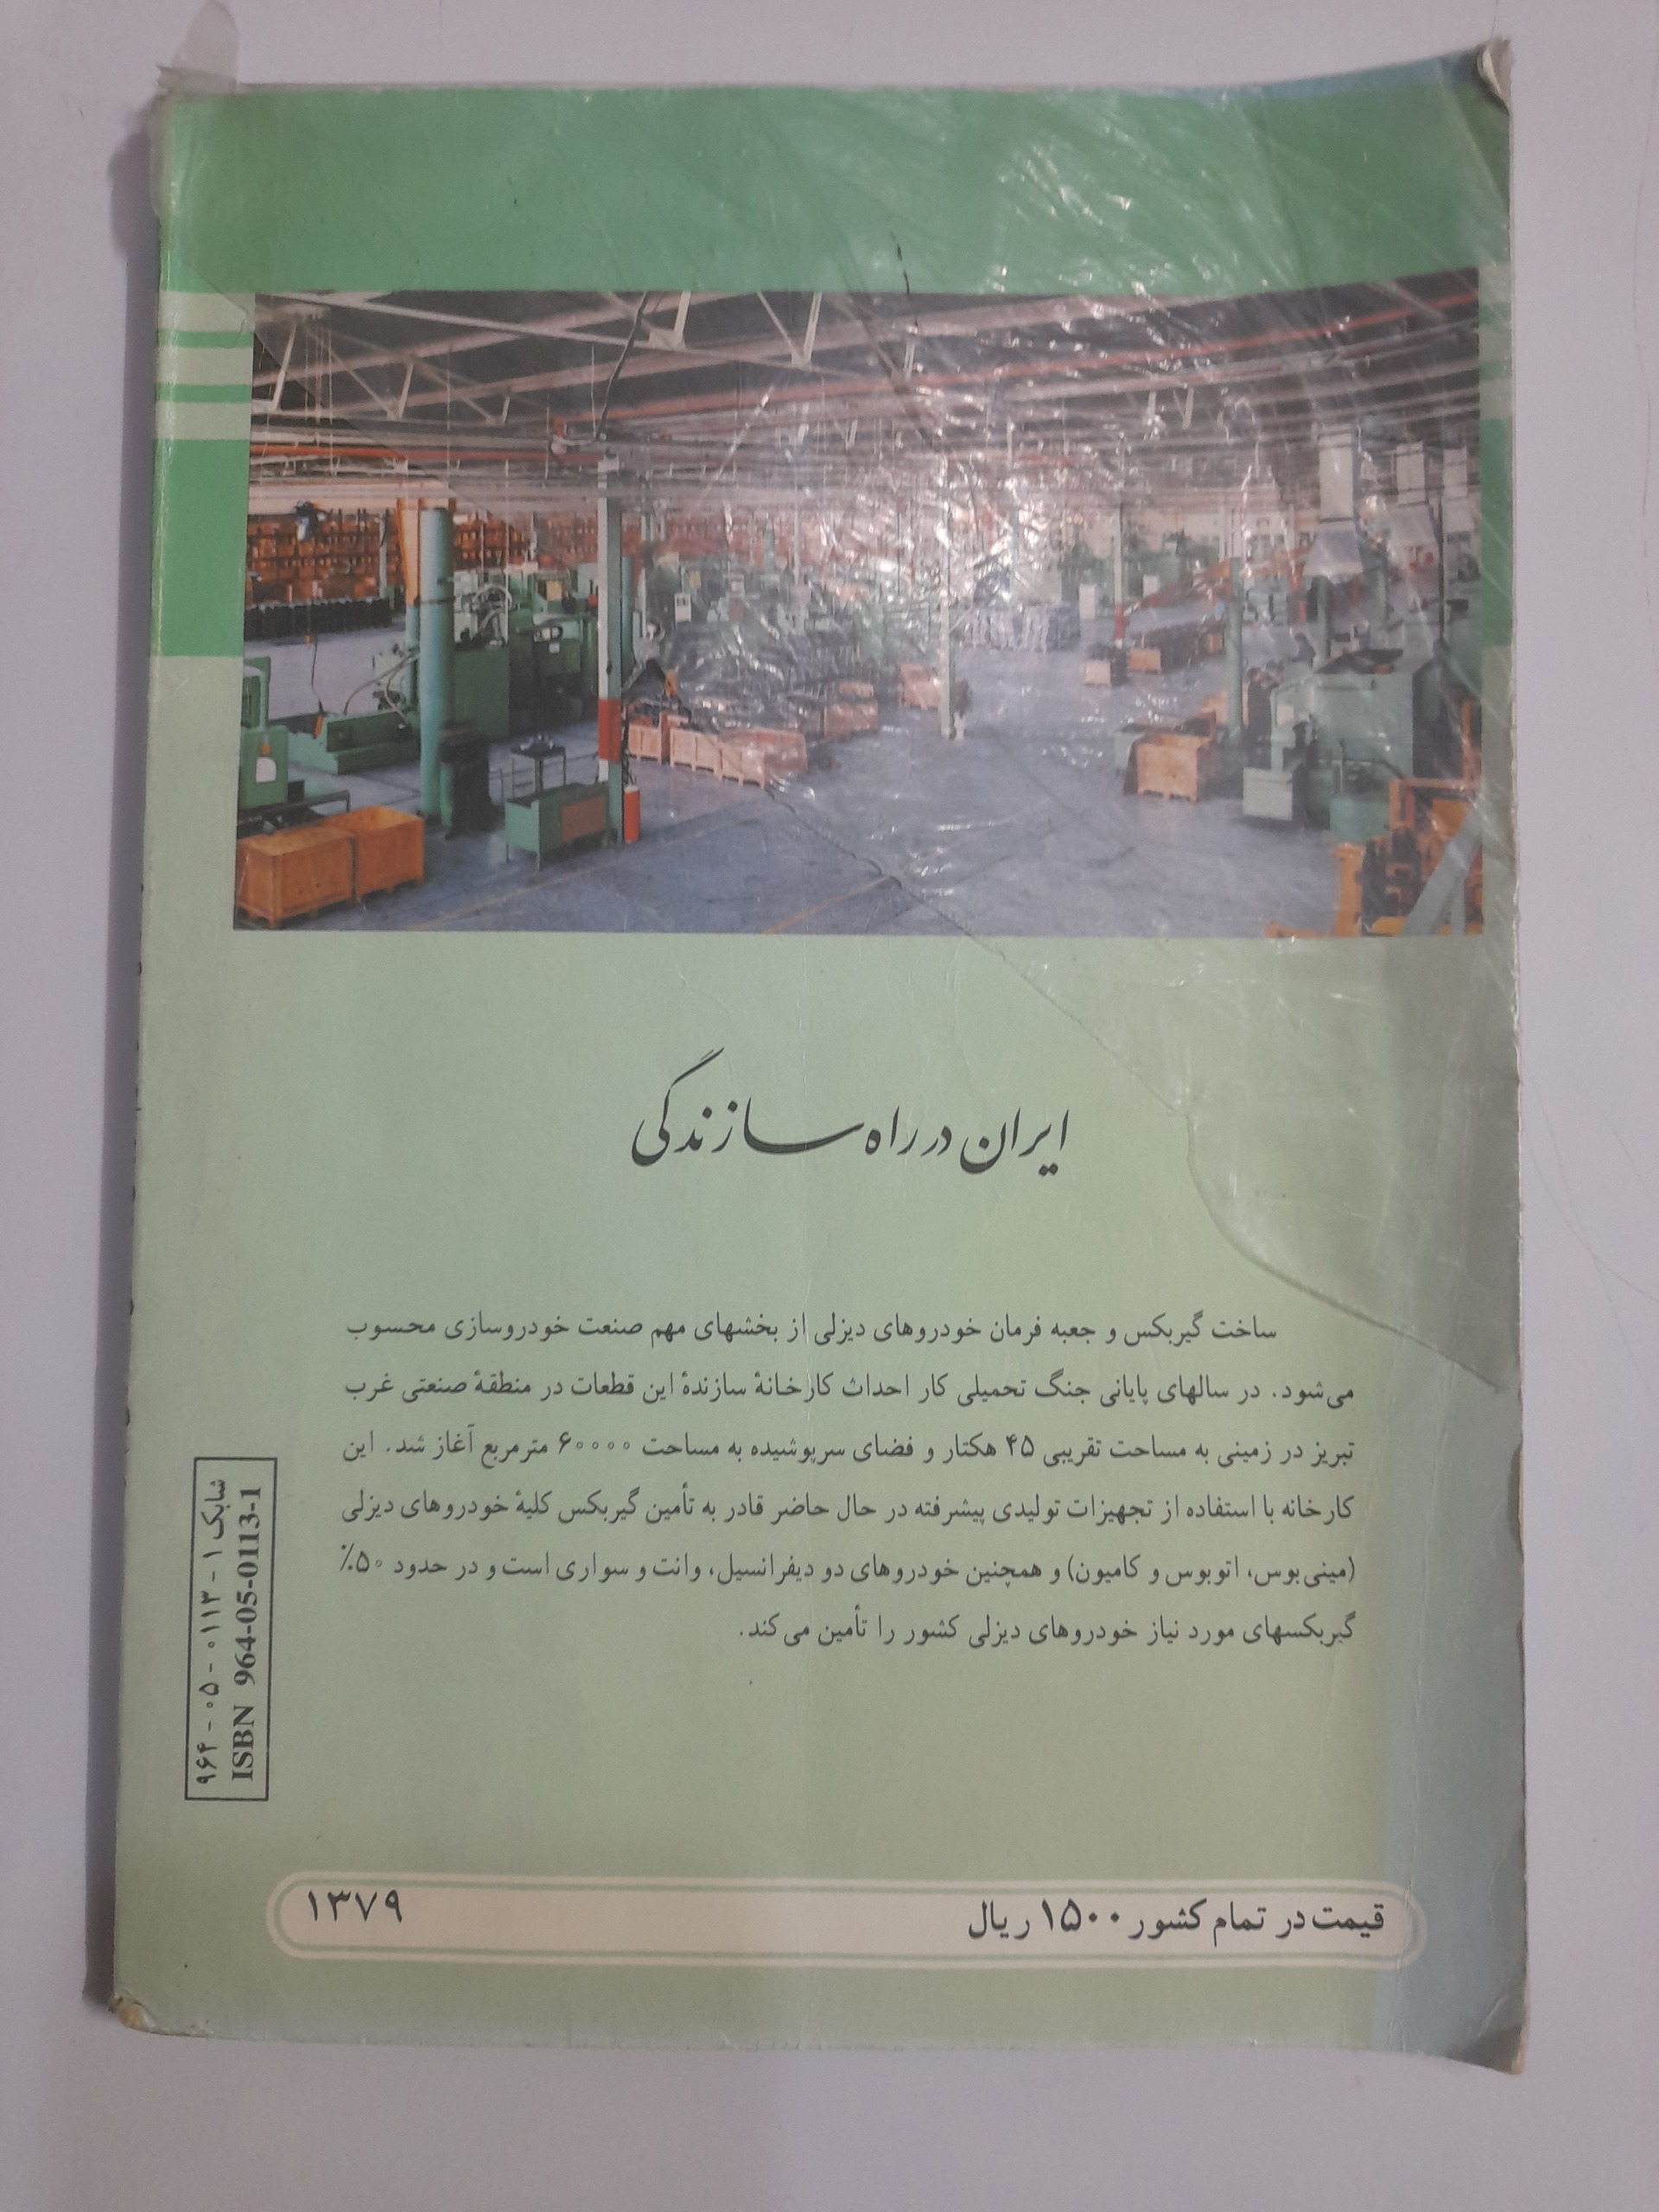 ایران در راه سازندگی
ساخت گیربکس و جعبه فرمان خودروهای دیزلی از بخشهای مهم صنعت خودروسازی محسوب
می‌شود. در سالهای پایانی جنگ تحمیلی کار احداث کارخانهٔ سازندهٔ این قطعات در منطقهٔ صنعتی غرب
تبریز در زمینی به مساحت تقریبی ۴۵ هکتار و فضای سرپوشیده به مساحت ۶۰۰۰۰ مترمربع آغاز شد. این
کارخانه با استفاده از تجهیزات تولیدی پیشرفته در حال حاضر قادر به تأمین گیربکس کلیهٔ خودروهای دیزلی
(مینی‌بوس، اتوبوس و کامیون) و همچنین خودروهای دو دیفرانسیل، وانت و سواری است و در حدود ۵۰٪
گیربکسهای مورد نیاز خودروهای دیزلی کشور را تأمین می‌کند.
شابک ۱ - ۰۱۱۳ - ۰۵ - ۹۶۴
ISBN 964-05-0113-1
قیمت در تمام کشور ۱۵۰۰ ریال
۱۳۷۹